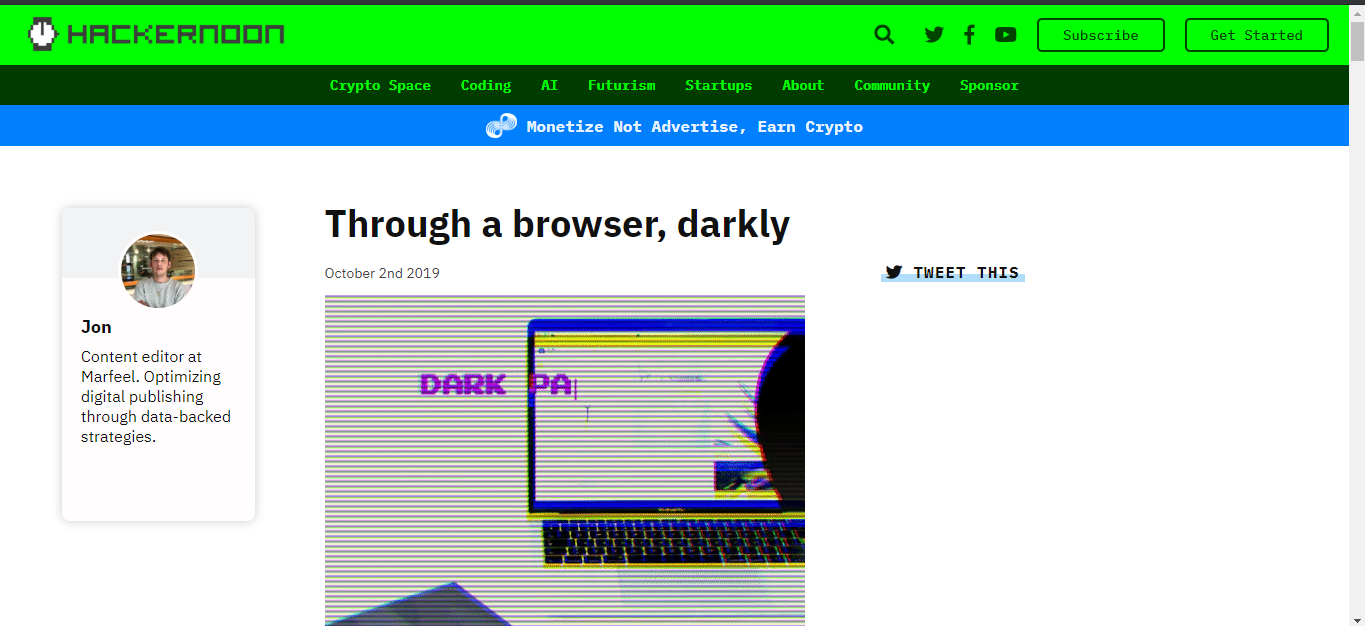 HACKERNOON
Subscribe
Get Started
Crypto Space Coding AI Futurism Startups About Community Sponsor
Monetize Not Advertise, Earn Crypto
Through a browser, darkly
October 2nd 2019
TWEET THIS
Jon
Content editor at
Marfeel. Optimizing
digital publishing
through data-backed
strategies.
DARK PA